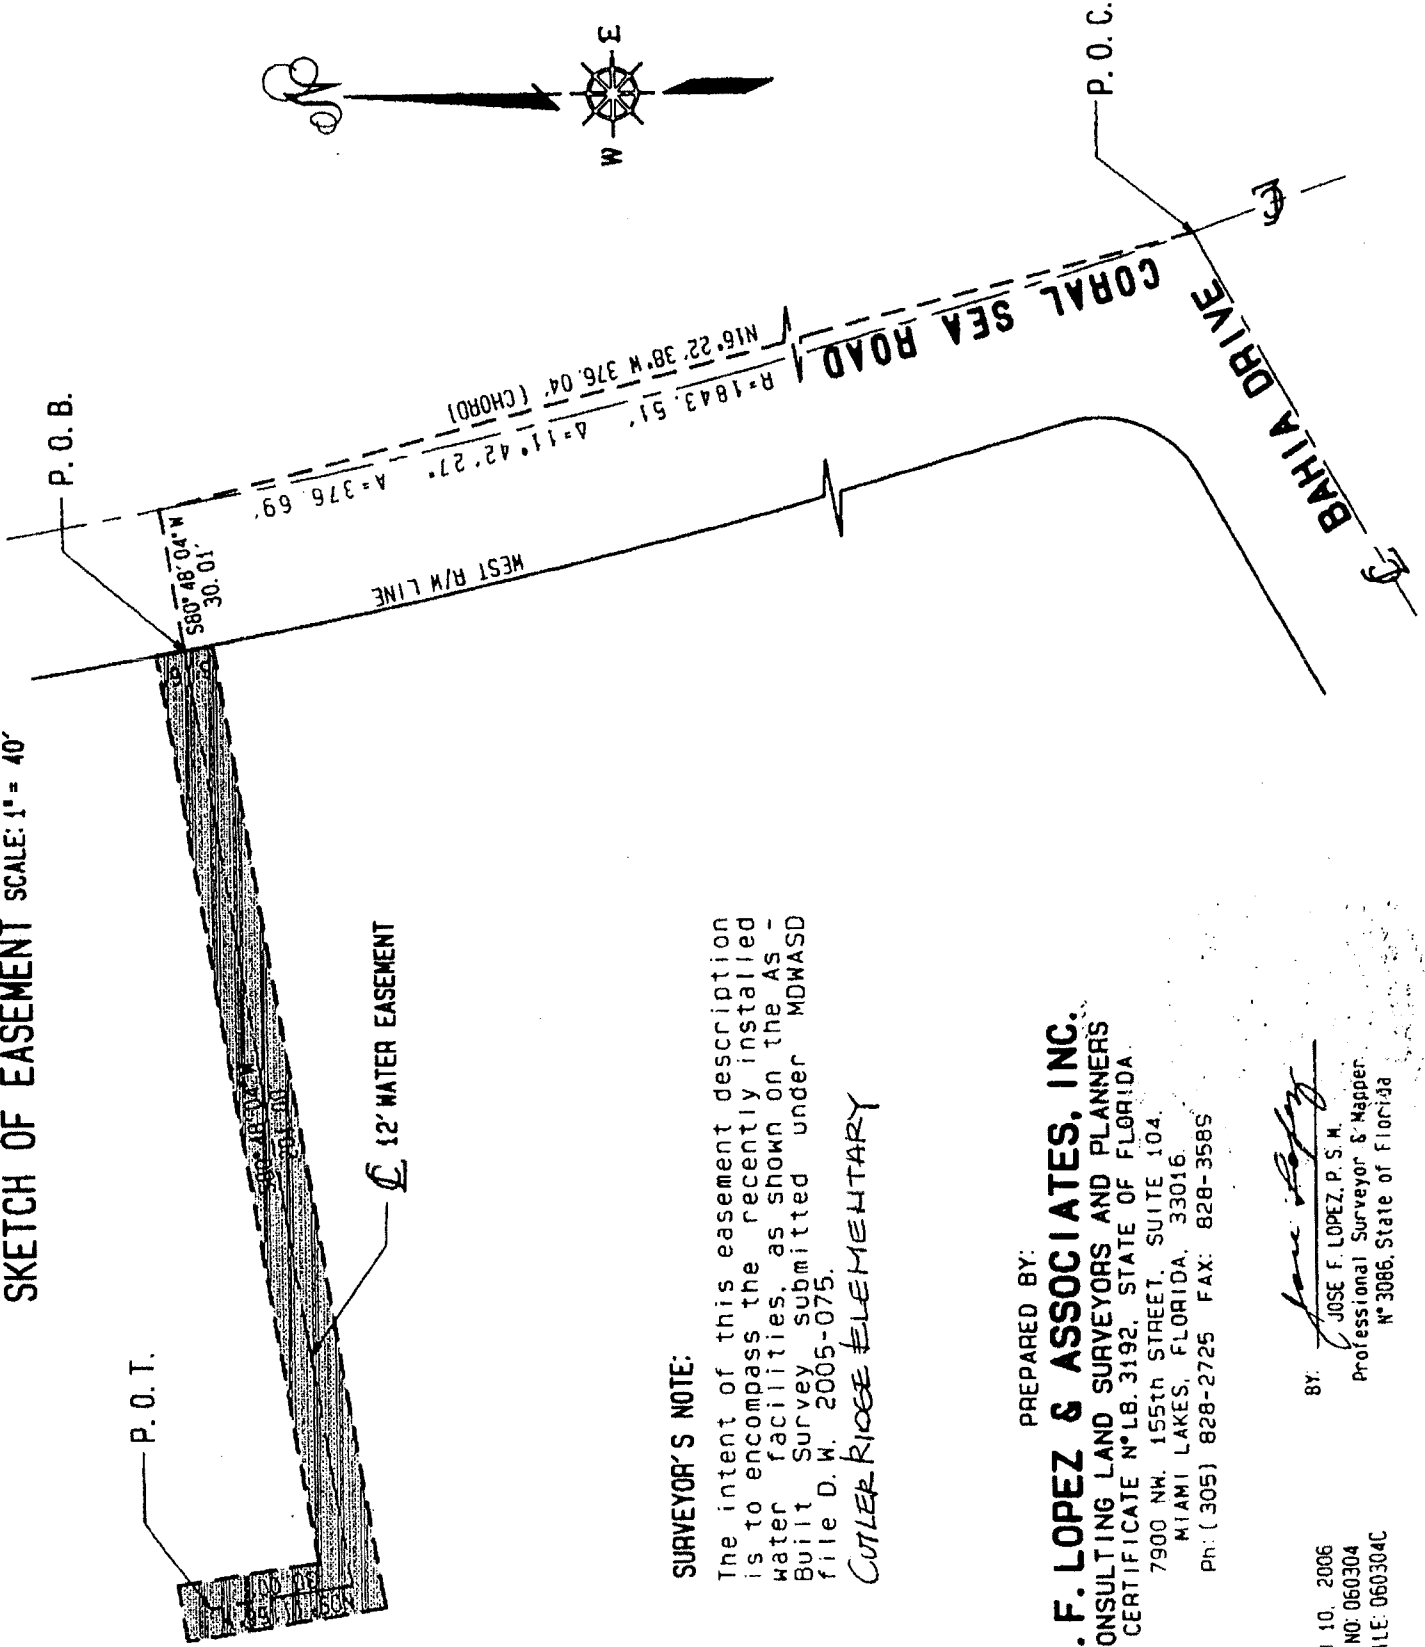 SKETCH OF EASEMENT SCALE: 1" = 40'
P. O. T.
P. O. B.
S80° 48' 04" W
30. 01'
6'
N16° 22' 38" W 376. 04' ( CHORD)
R=1843. 51' Δ=11° 42' 27" A=376. 69'
WEST R/W LINE
CORAL SEA ROAD
BAHIA DRIVE
P. O. C.
N
W E
℄ 12' WATER EASEMENT
SURVEYOR'S NOTE:
The intent of this easement description
is to encompass the recently installed
water facilities, as shown on the As -
Built Survey submitted under MDWASD
file D. W. 2005-075.
CUTLER RIDGE ELEMENTARY
PREPARED BY:
. F. LOPEZ & ASSOCIATES, INC.
ONSULTING LAND SURVEYORS AND PLANNERS
CERTIFICATE N° LB. 3192, STATE OF FLORIDA
7900 NW. 155th STREET, SUITE 104.
MIAMI LAKES, FLORIDA, 33016
Ph: ( 305) 828-2725 FAX: 828-3589
BY: Jose Lopez
JOSE F. LOPEZ, P. S. M.
Professional Surveyor & Mapper
N° 3086, State of Florida
10, 2006
NO: 060304
LE: 060304C